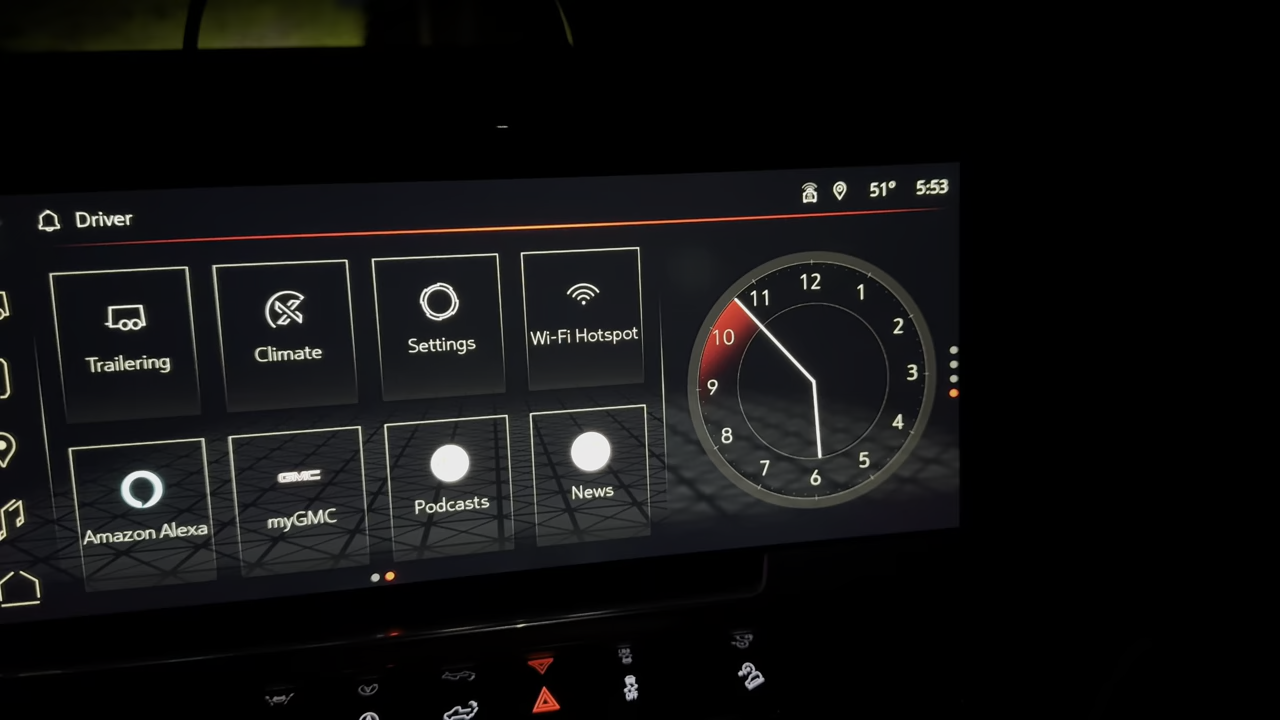 Driver
51° 5:53
Trailering
Climate
Settings
Wi-Fi Hotspot
Amazon Alexa
GMC
myGMC
Podcasts
News
12
1
2
3
4
5
6
7
8
9
10
11
OFF